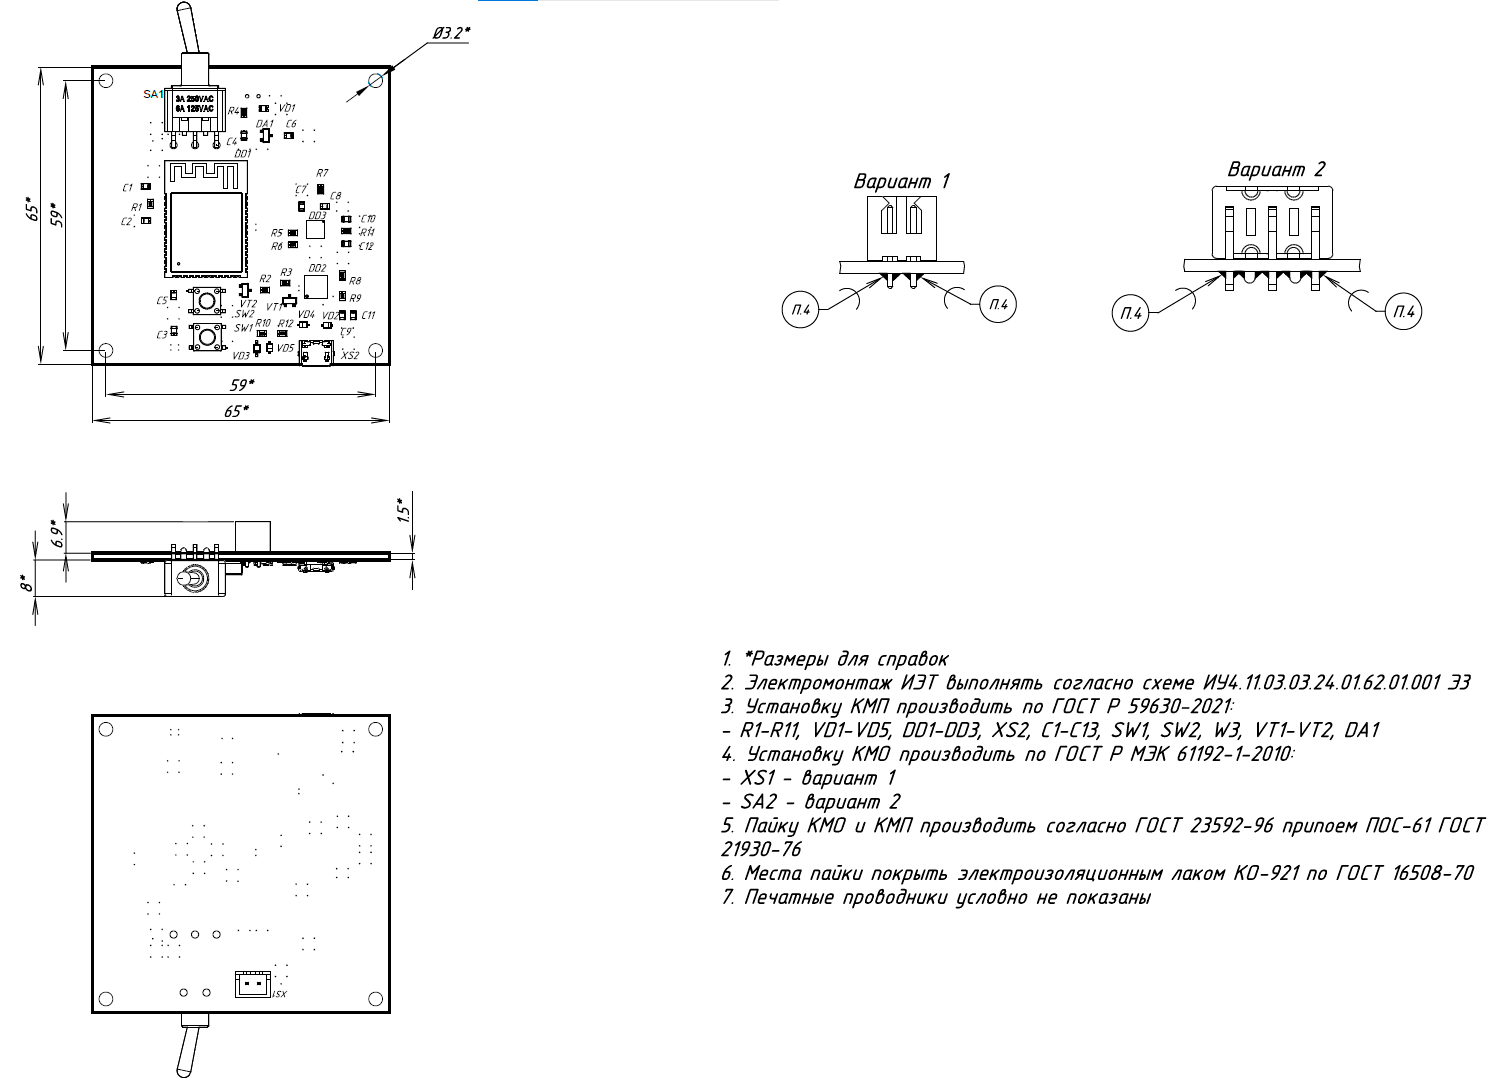 Ø3.2*
SA1
3A 250VAC
6A 125VAC
R4
VD1
DA1
C6
C4
DD1
C1
R1
C2
R7
C7
C8
DD3
C10
R5
R11
R6
C12
DD2
R3
R8
R2
R9
C5
VT2
VT1
SW2
VD4
VD2
C11
SW1
R10
R12
C9
C3
VD3
VD5
XS2
65*
59*
59*
65*
Вариант 1
П.4
П.4
Вариант 2
П.4
П.4
6.9*
1.5*
8*
XS1
1. *Размеры для справок
2. Электромонтаж ИЭТ выполнять согласно схеме ИУ4.11.03.03.24.01.62.01.001 Э3
3. Установку КМП производить по ГОСТ Р 59630-2021:
- R1-R11, VD1-VD5, DD1-DD3, XS2, C1-C13, SW1, SW2, W3, VT1-VT2, DA1
4. Установку КМО производить по ГОСТ Р МЭК 61192-1-2010:
- XS1 - вариант 1
- SA2 - вариант 2
5. Пайку КМО и КМП производить согласно ГОСТ 23592-96 припоем ПОС-61 ГОСТ
21930-76
6. Места пайки покрыть электроизоляционным лаком КО-921 по ГОСТ 16508-70
7. Печатные проводники условно не показаны